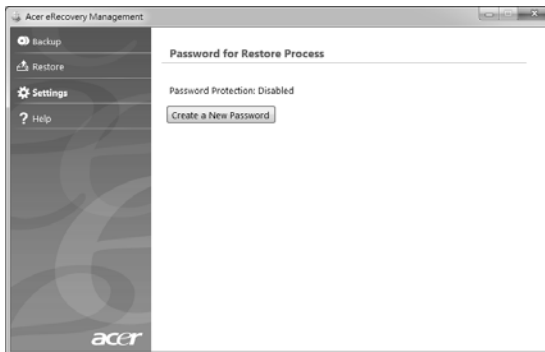 Acer eRecovery Management
Backup
Restore
Settings
? Help
Password for Restore Process
Password Protection: Disabled
Create a New Password
acer